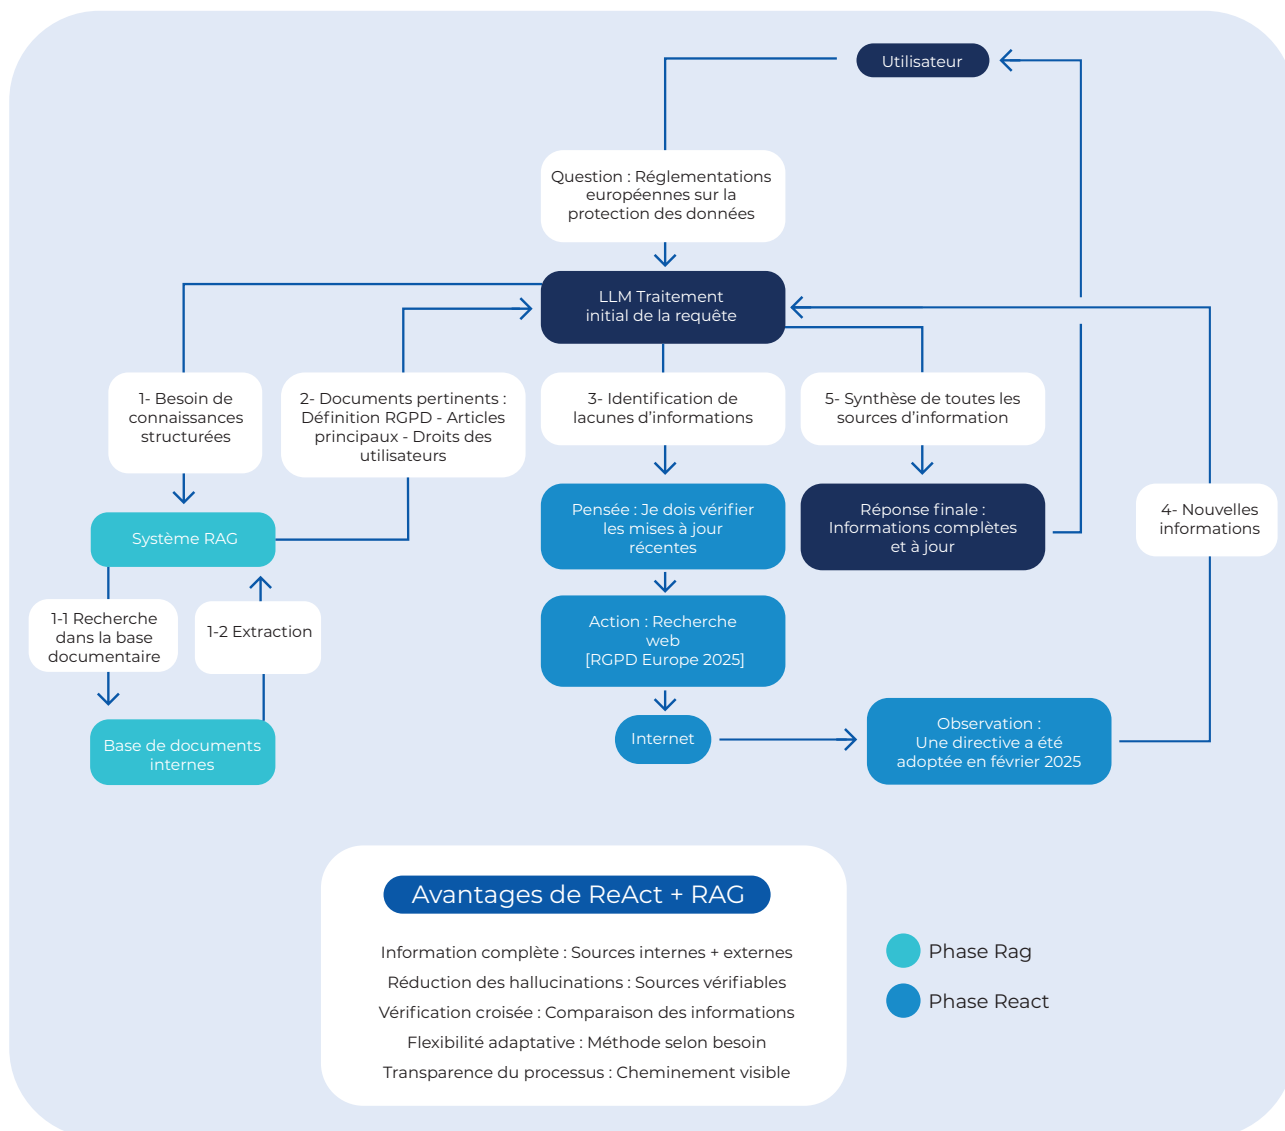 Utilisateur
Question : Réglementations
européennes sur la
protection des données
LLM Traitement
initial de la requête
1- Besoin de
connaissances
structurées
2- Documents pertinents :
Définition RGPD - Articles
principaux - Droits des
utilisateurs
3- Identification de
lacunes d’informations
5- Synthèse de toutes les
sources d’information
4- Nouvelles
informations
Système RAG
Pensée : Je dois vérifier
les mises à jour
récentes
Réponse finale :
Informations complètes
et à jour
1-1 Recherche
dans la base
documentaire
1-2 Extraction
Action : Recherche
web
[RGPD Europe 2025]
Base de documents
internes
Internet
Observation :
Une directive a été
adoptée en février 2025
Avantages de ReAct + RAG
Information complète : Sources internes + externes
Réduction des hallucinations : Sources vérifiables
Vérification croisée : Comparaison des informations
Flexibilité adaptative : Méthode selon besoin
Transparence du processus : Cheminement visible
Phase Rag
Phase React